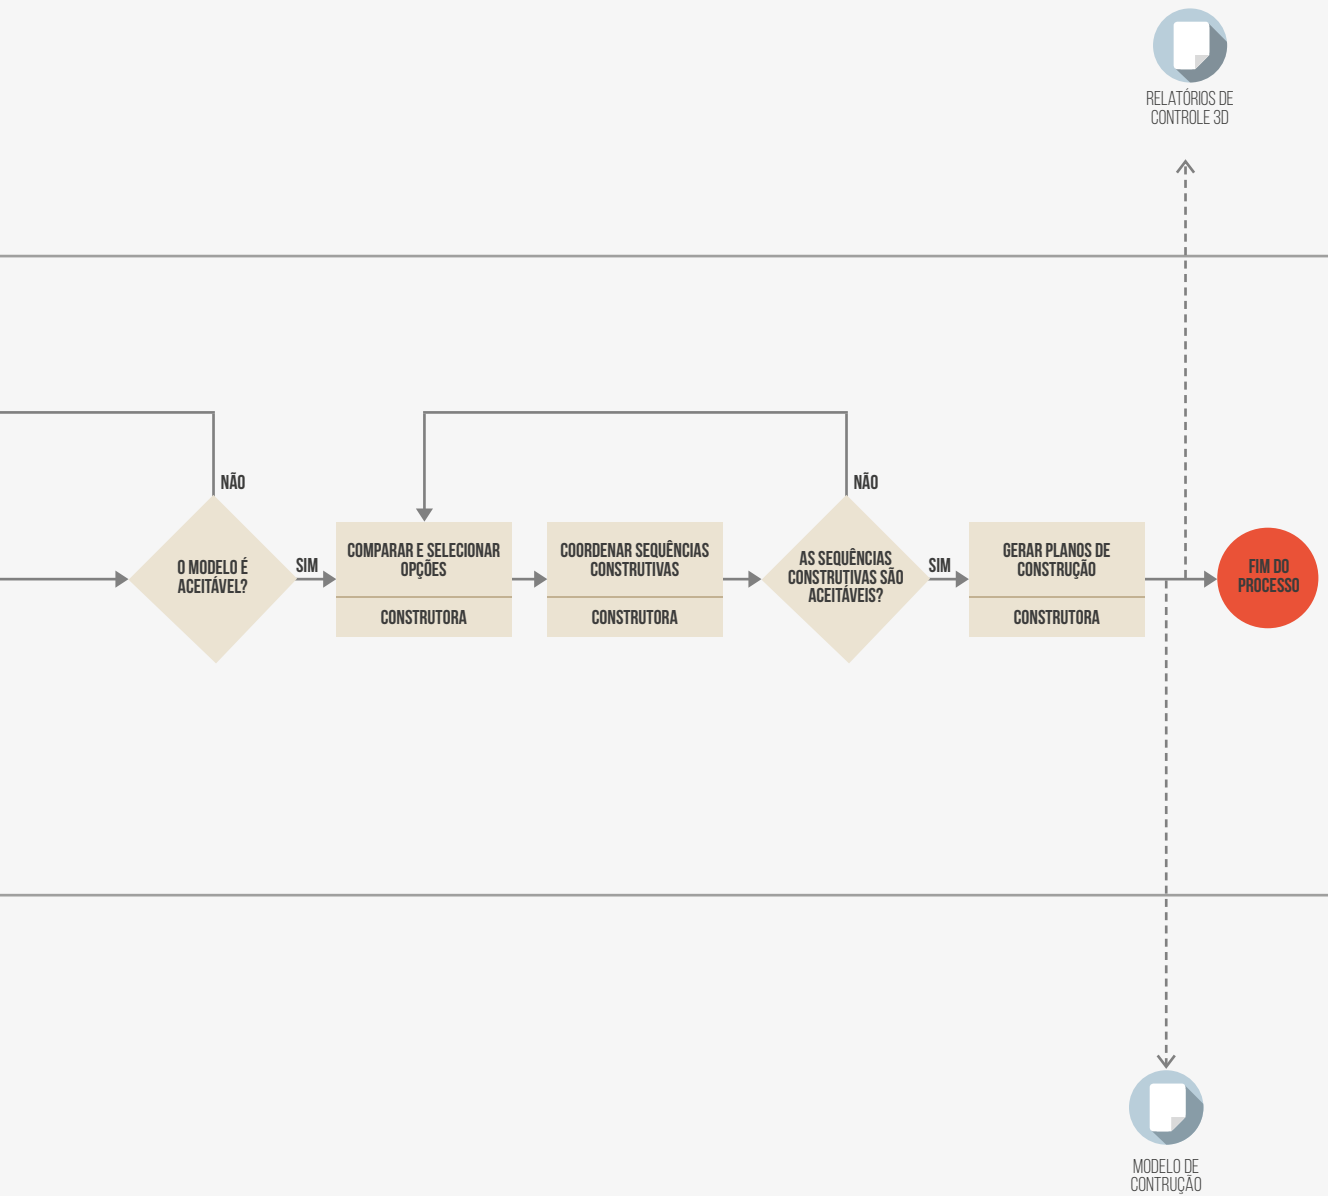 RELATÓRIOS DE
CONTROLE 3D
NÃO
NÃO
O MODELO É
ACEITÁVEL?
SIM
COMPARAR E SELECIONAR
OPÇÕES
CONSTRUTORA
COORDENAR SEQUÊNCIAS
CONSTRUTIVAS
CONSTRUTORA
AS SEQUÊNCIAS
CONSTRUTIVAS SÃO
ACEITÁVEIS?
SIM
GERAR PLANOS DE
CONSTRUÇÃO
CONSTRUTORA
FIM DO
PROCESSO
MODELO DE
CONTRUÇÃO